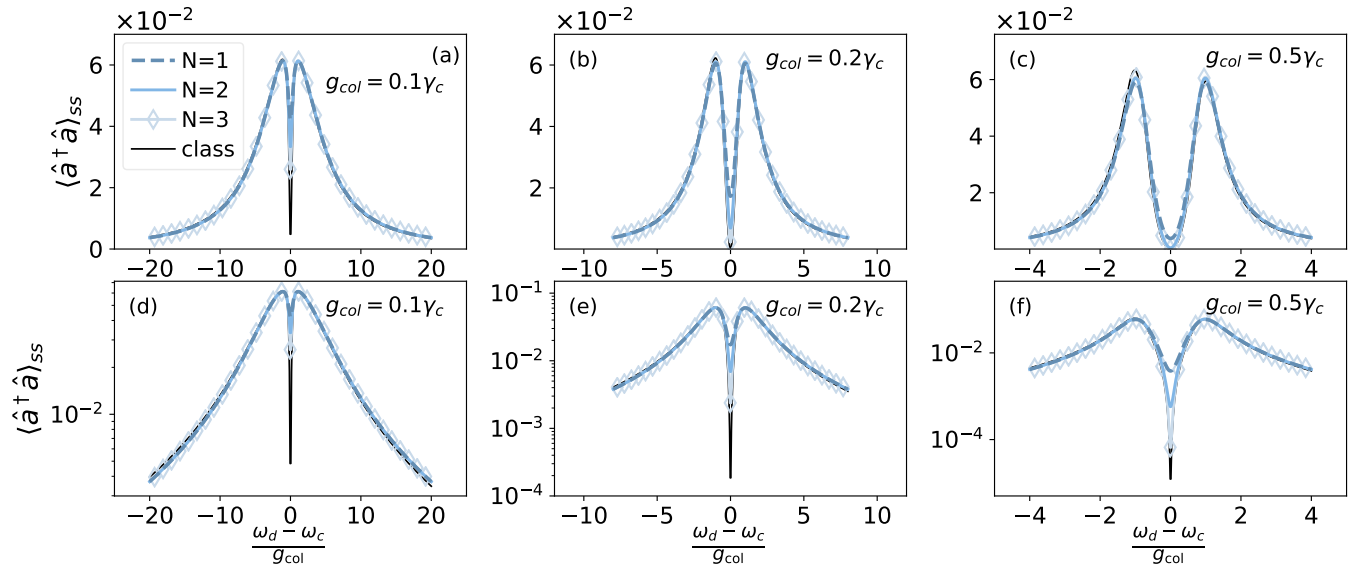 ×10⁻² ×10⁻² ×10⁻²
⟨â†â⟩ss
6
4
2
0
N=1
N=2
N=3
class
(a)
g_col = 0.1γ_c
−20 −10 0 10 20
6
4
2
(b)
g_col = 0.2γ_c
−10 −5 0 5 10
6
4
2
(c)
g_col = 0.5γ_c
−4 −2 0 2 4
⟨â†â⟩ss
10⁻²
(d)
g_col = 0.1γ_c
−20 −10 0 10 20
ω_d − ω_c
g_col
10⁻¹
10⁻²
10⁻³
10⁻⁴
(e)
g_col = 0.2γ_c
−10 −5 0 5 10
ω_d − ω_c
g_col
10⁻²
10⁻⁴
(f)
g_col = 0.5γ_c
−4 −2 0 2 4
ω_d − ω_c
g_col